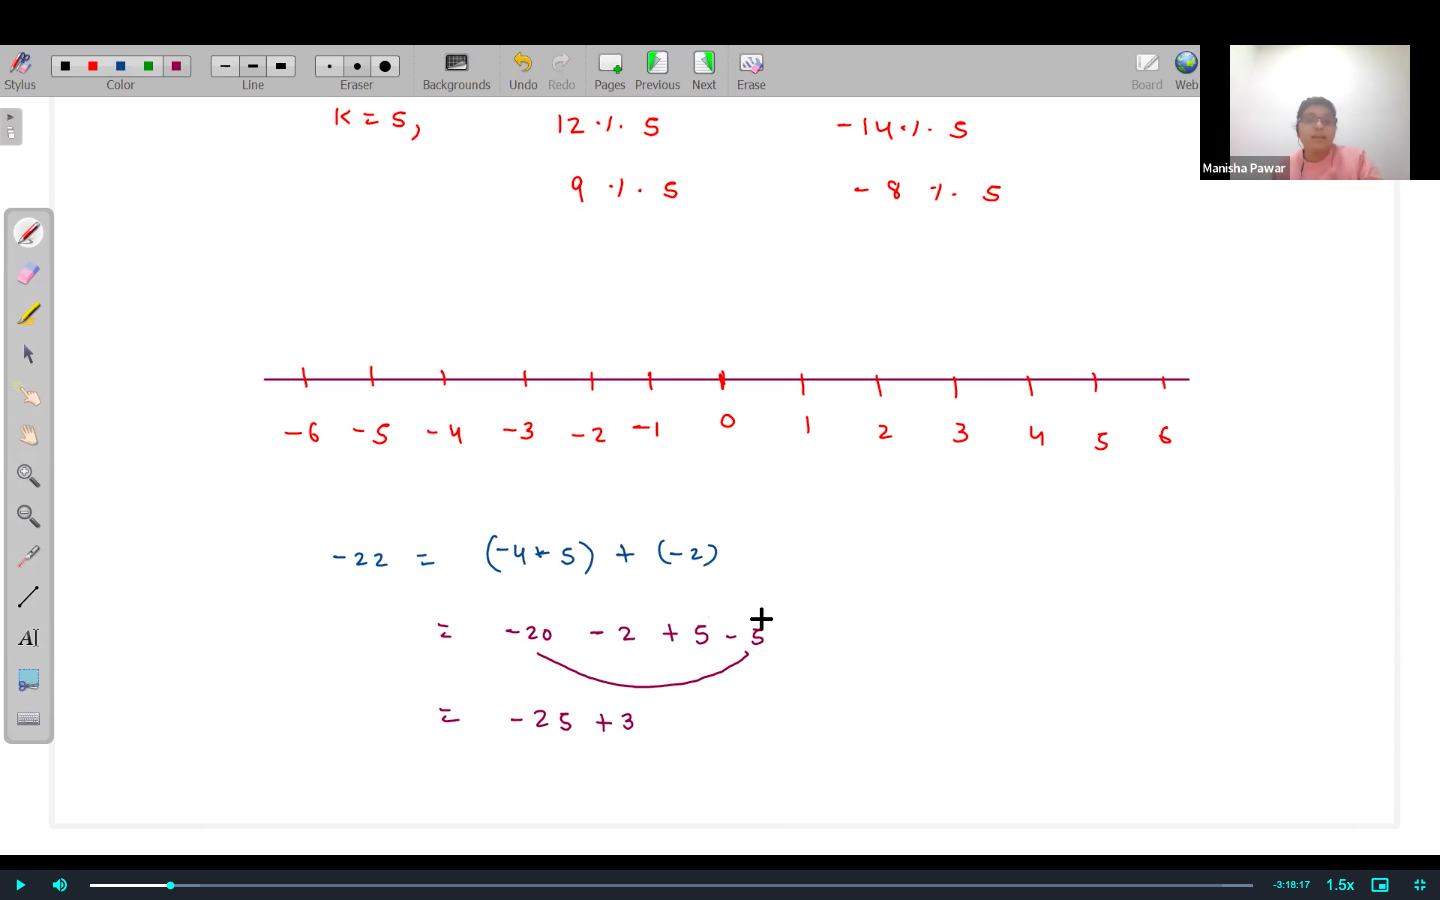 Stylus Color Line Eraser Backgrounds Undo Redo Pages Previous Next Erase Board Web
Manisha Pawar
K = 5, 12 % 5 -14 % 5
9 % 5 - 8 % 5
-6 -5 -4 -3 -2 -1 0 1 2 3 4 5 6
-22 = (-4 * 5) + (-2)
= -20 - 2 + 5 - 5
= -25 + 3
A
-3:18:17 1.5x